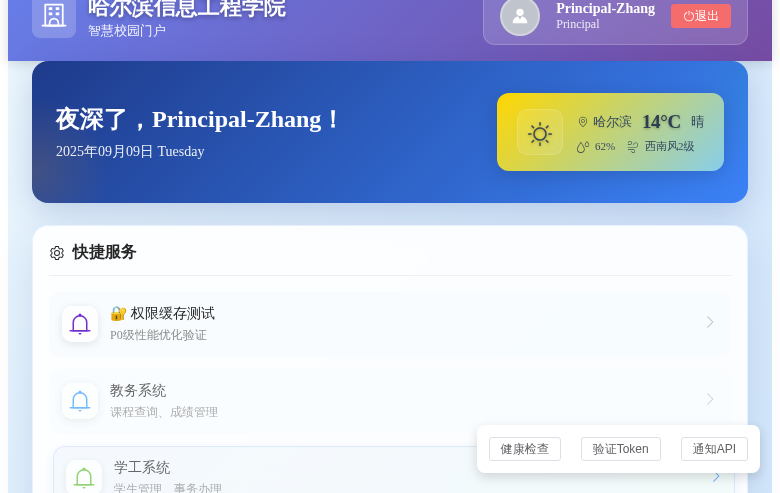 哈尔滨信息工程学院
智慧校园门户
Principal-Zhang
Principal
退出
夜深了，Principal-Zhang！
2025年09月09日 Tuesday
哈尔滨 14°C 晴
62% 西南风2级
快捷服务
🔐 权限缓存测试
P0级性能优化验证
教务系统
课程查询、成绩管理
学工系统
学生管理、事务办理
健康检查 验证Token 通知API